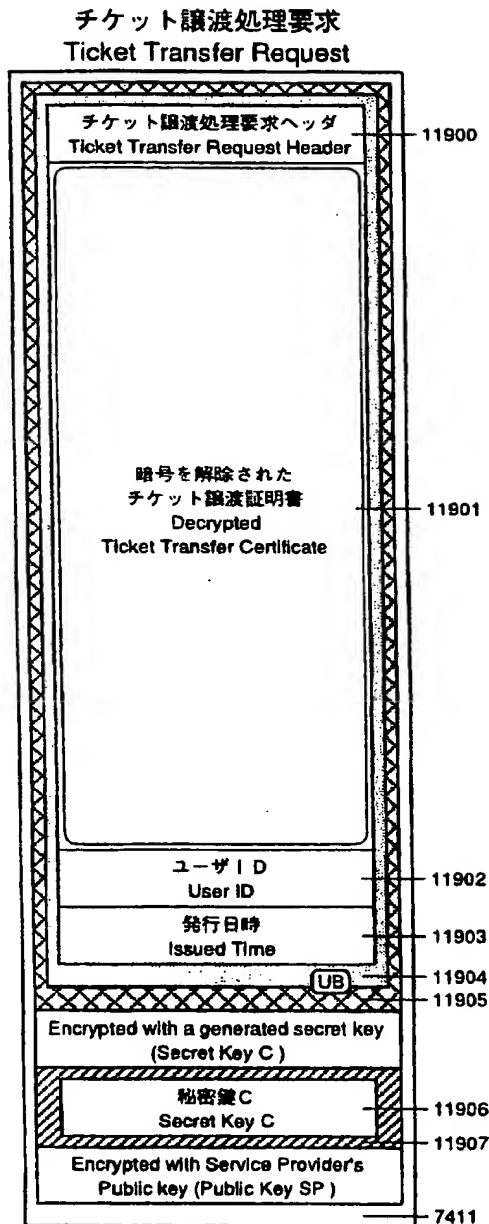 チケット譲渡処理要求
Ticket Transfer Request
チケット譲渡処理要求ヘッダ
Ticket Transfer Request Header
11900
暗号を解除された
チケット譲渡証明書
Decrypted
Ticket Transfer Certificate
11901
ユーザID
User ID
11902
発行日時
Issued Time
11903
11904
UB
11905
Encrypted with a generated secret key
(Secret Key C )
秘密鍵C
Secret Key C
11906
11907
Encrypted with Service Provider's
Public key (Public Key SP )
7411